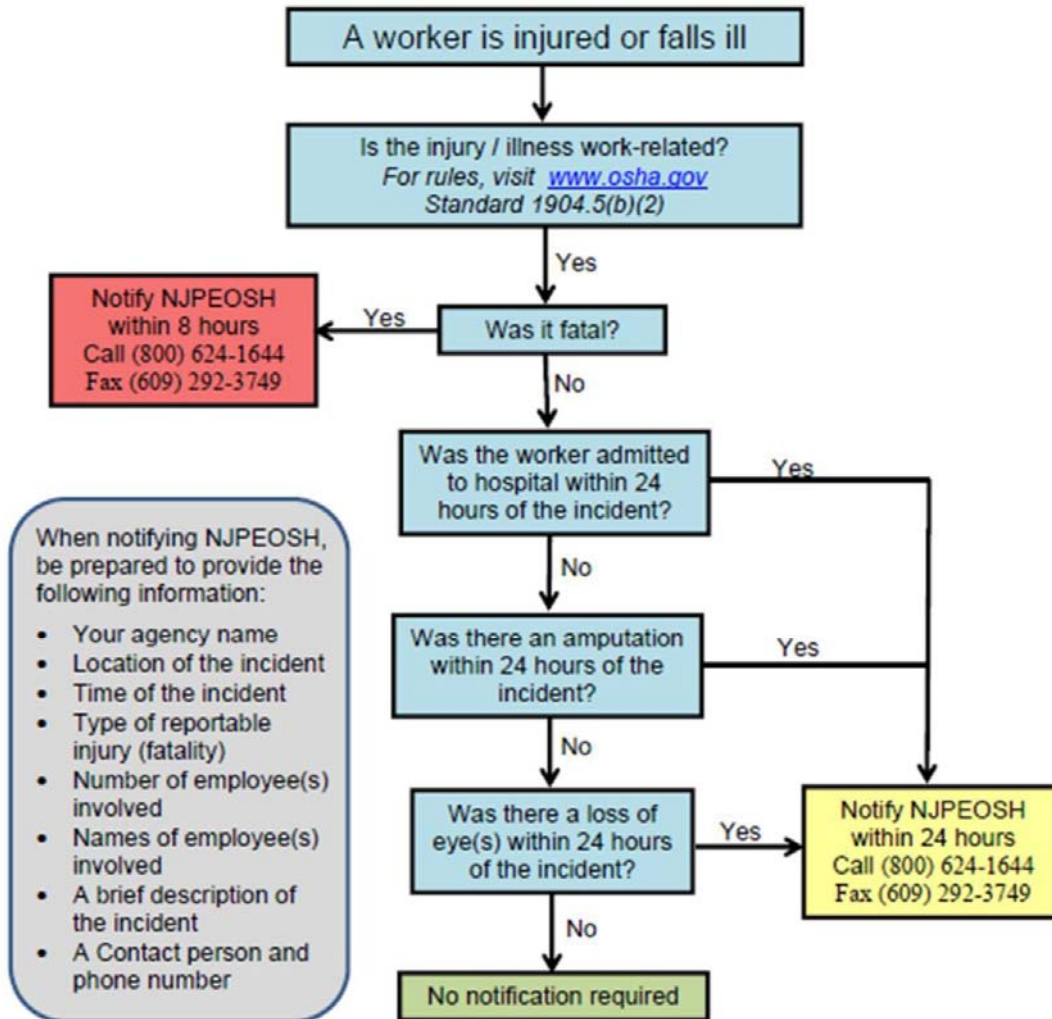 A worker is injured or falls ill
Is the injury / illness work-related?
For rules, visit www.osha.gov
Standard 1904.5(b)(2)
Yes
Was it fatal?
Yes
Notify NJPEOSH
within 8 hours
Call (800) 624-1644
Fax (609) 292-3749
No
Was the worker admitted
to hospital within 24
hours of the incident?
Yes
No
Was there an amputation
within 24 hours of the
incident?
Yes
No
Was there a loss of
eye(s) within 24 hours
of the incident?
Yes
Notify NJPEOSH
within 24 hours
Call (800) 624-1644
Fax (609) 292-3749
No
No notification required
When notifying NJPEOSH,
be prepared to provide the
following information:
• Your agency name
• Location of the incident
• Time of the incident
• Type of reportable
injury (fatality)
• Number of employee(s)
involved
• Names of employee(s)
involved
• A brief description of
the incident
• A Contact person and
phone number